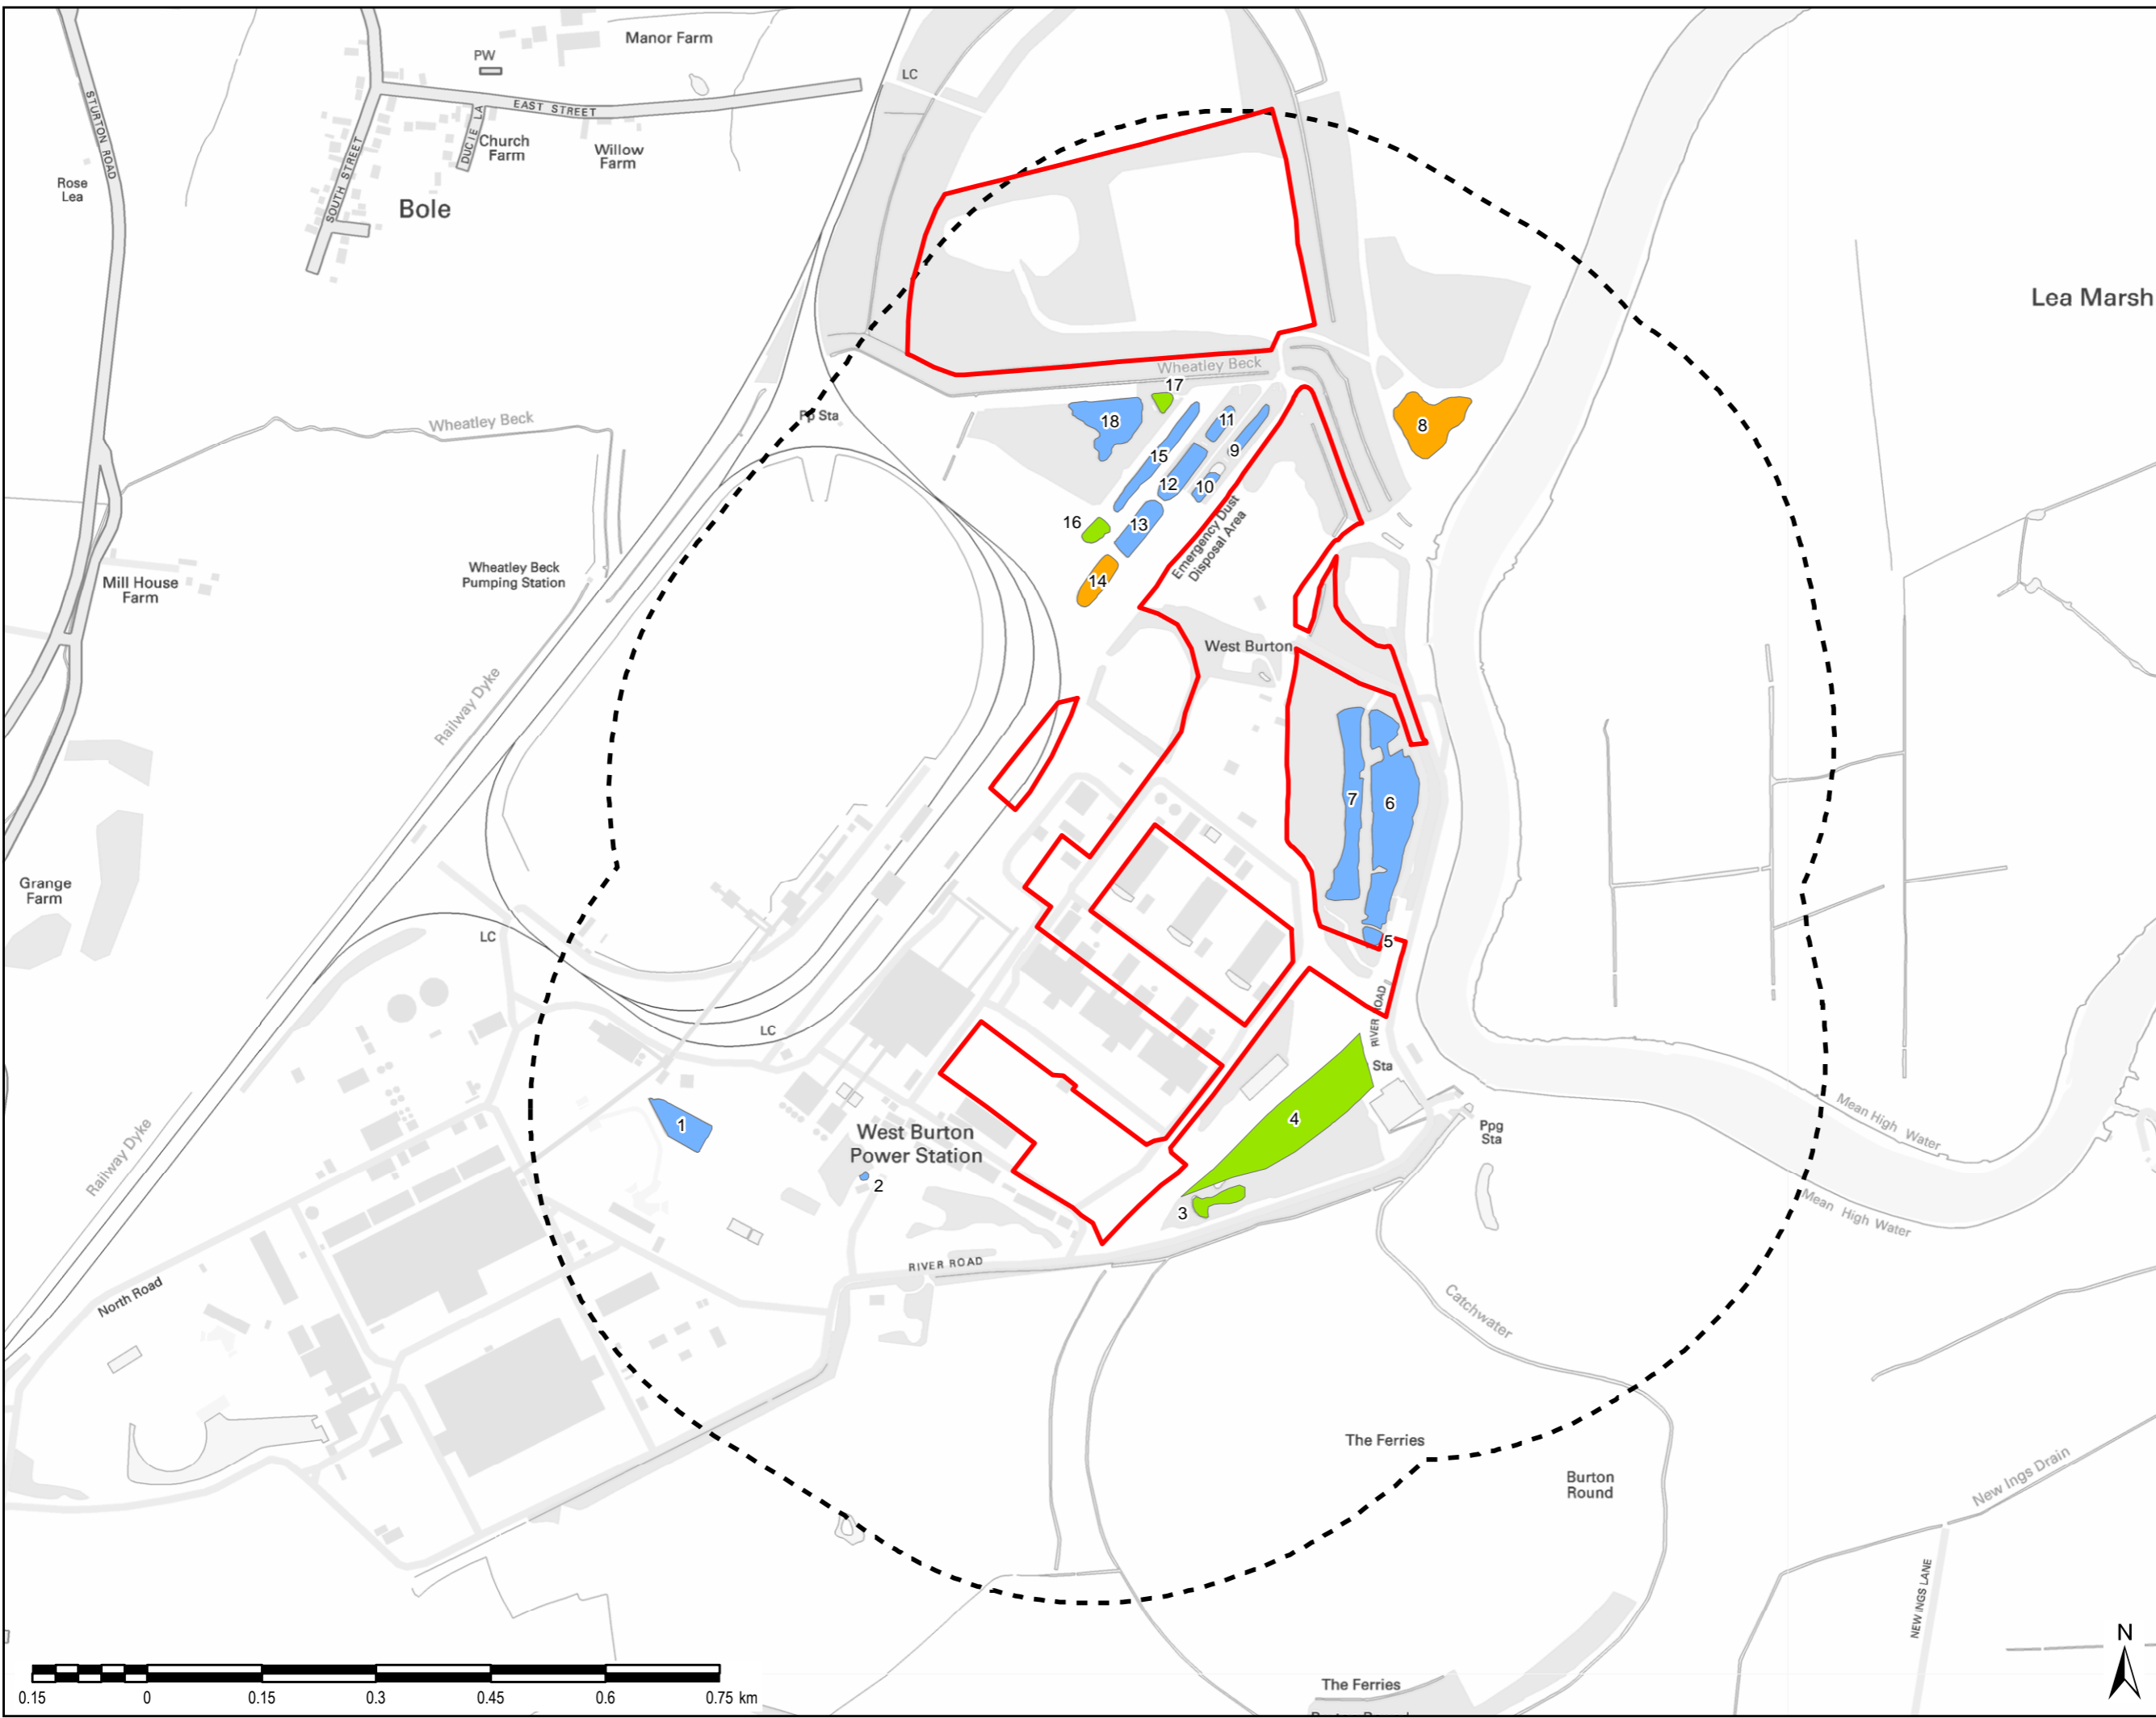 Manor Farm
PW
LC
STURTON ROAD
EAST STREET
DUCIE LA
Church
Farm
Willow
Farm
SOUTH STREET
Rose
Lea
Bole
Lea Marsh
Wheatley Beck
17
Pp Sta
Wheatley Beck
18
11
8
15
9
12
10
16
13
Emergency Dust
Disposal Area
14
Wheatley Beck
Pumping Station
Mill House
Farm
West Burton
Railway Dyke
7
6
Grange
Farm
LC
5
RIVER ROAD
LC
Sta
4
Mean High Water
1
West Burton
Power Station
Ppg
Sta
Railway Dyke
2
3
Mean High Water
RIVER ROAD
North Road
Catchwater
The Ferries
Burton
Round
New Ings Drain
NEW INGS LANE
N
The Ferries
0.15 0 0.15 0.3 0.45 0.6 0.75 km